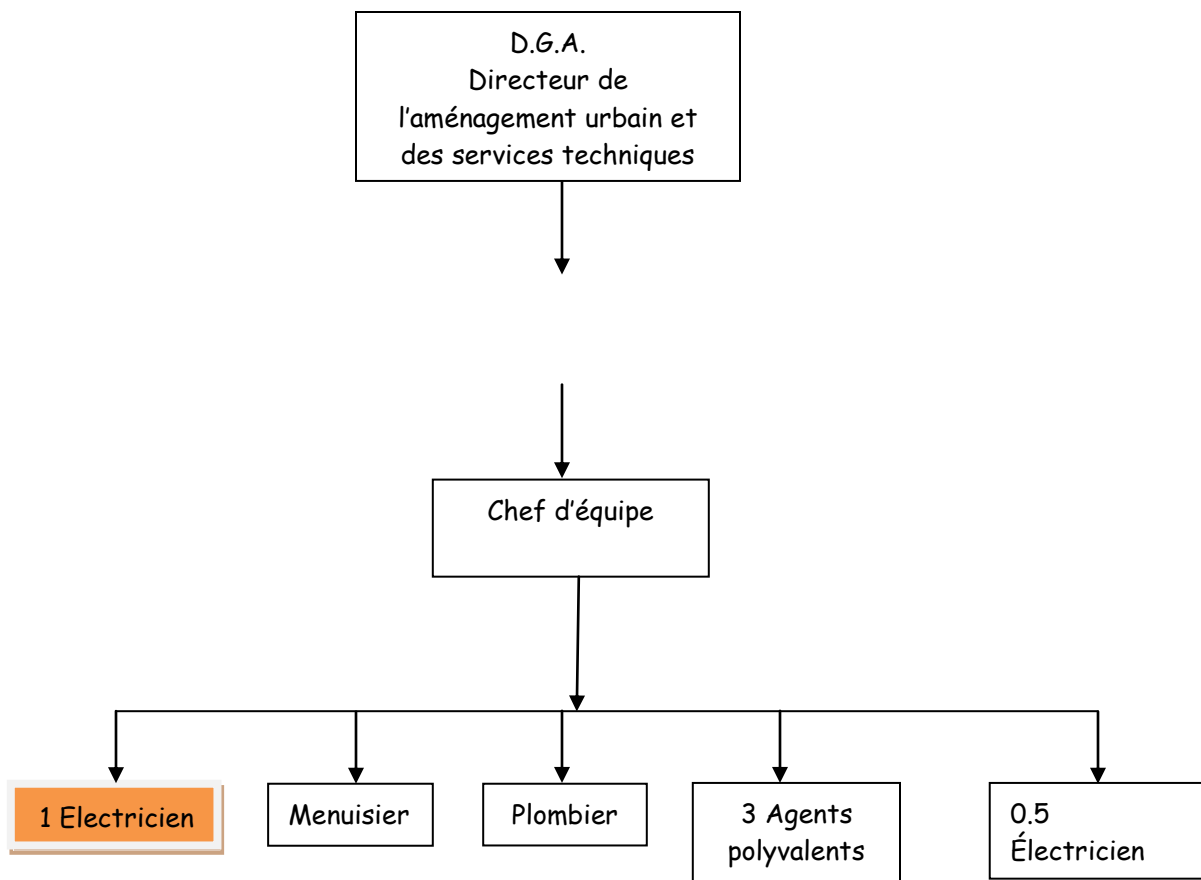 D.G.A.
Directeur de
l'aménagement urbain et
des services techniques
Chef d'équipe
1 Electricien
Menuisier
Plombier
3 Agents
polyvalents
0.5
Électricien